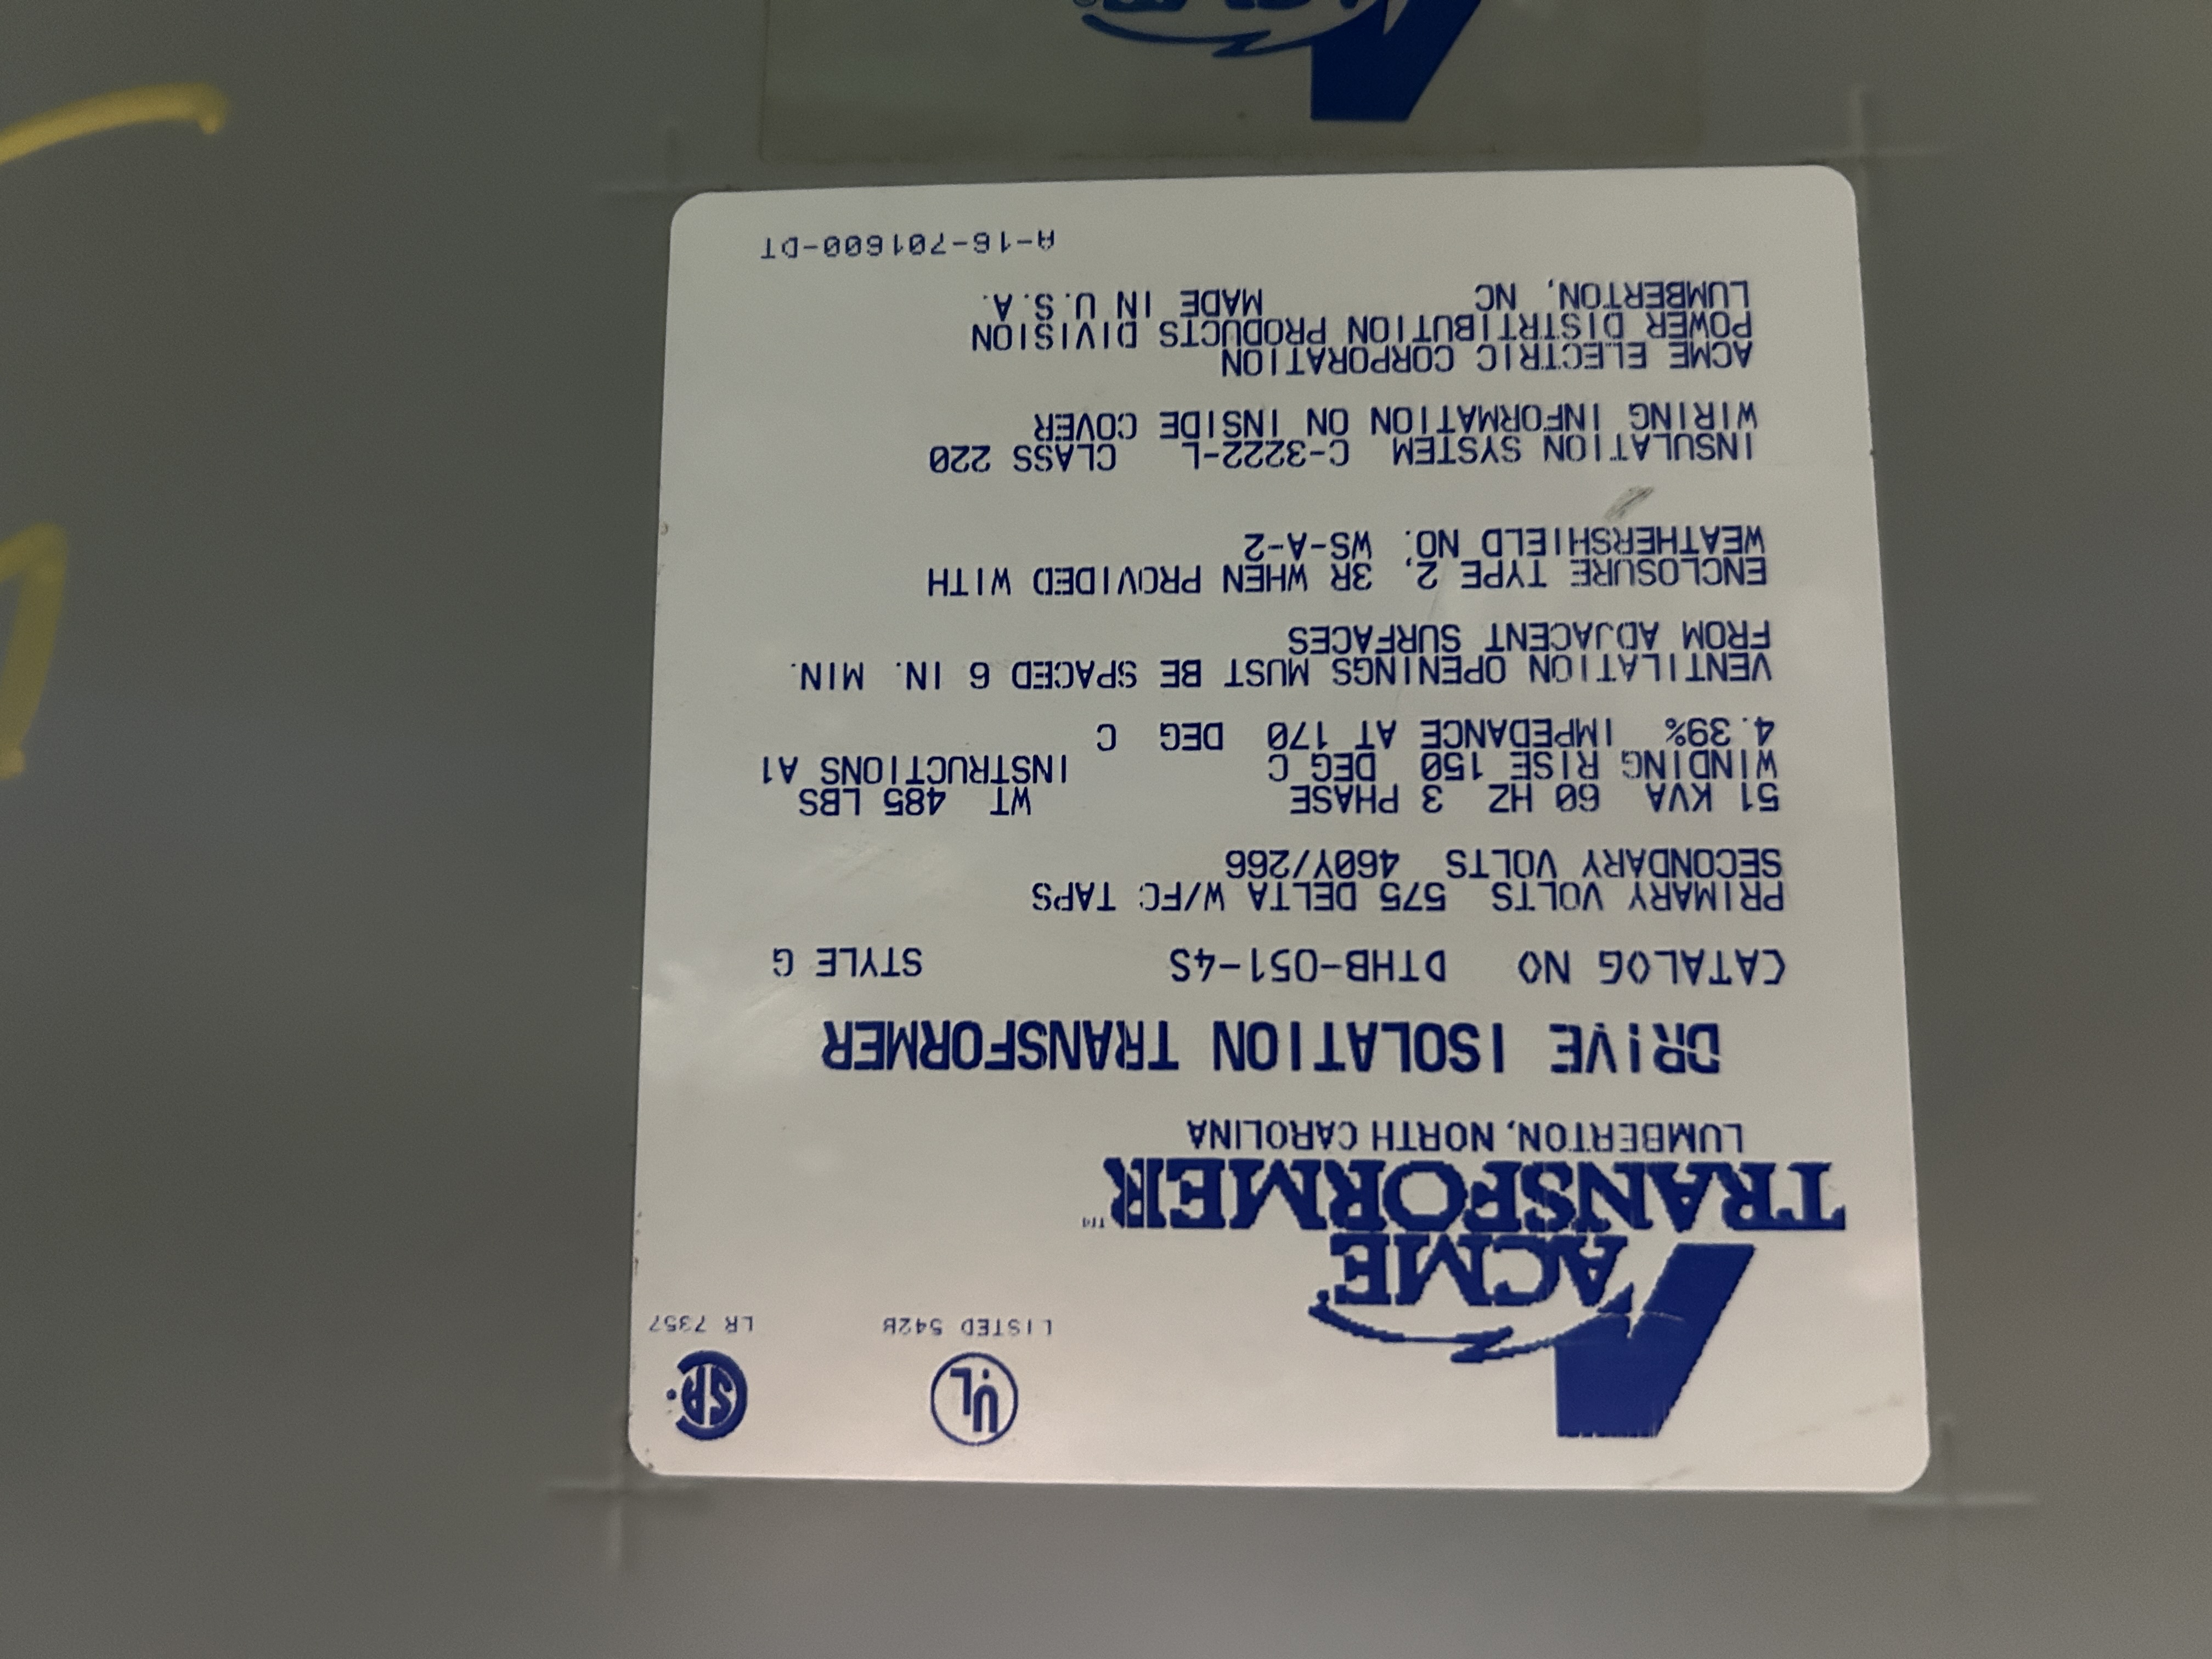 LR 7357
LISTED 542B
ACME
TRANSFORMER™
LUMBERTON, NORTH CAROLINA
DRIVE ISOLATION TRANSFORMER
CATALOG NO DTHB-051-4S STYLE G
PRIMARY VOLTS 575 DELTA W/FC TAPS
SECONDARY VOLTS 460Y/266
51 KVA 60 HZ 3 PHASE WT 485 LBS
WINDING RISE 150 DEG C INSTRUCTIONS A1
4.39% IMPEDANCE AT 170 DEG C
VENTILATION OPENINGS MUST BE SPACED 6 IN. MIN.
FROM ADJACENT SURFACES
ENCLOSURE TYPE 2, 3R WHEN PROVIDED WITH
WEATHERSHIELD NO. WS-A-2
INSULATION SYSTEM C-3222-L CLASS 220
WIRING INFORMATION ON INSIDE COVER
ACME ELECTRIC CORPORATION
POWER DISTRTIBUTION PRODUCTS DIVISION
LUMBERTON, NC MADE IN U.S.A.
A-16-701600-DT
UL
SA